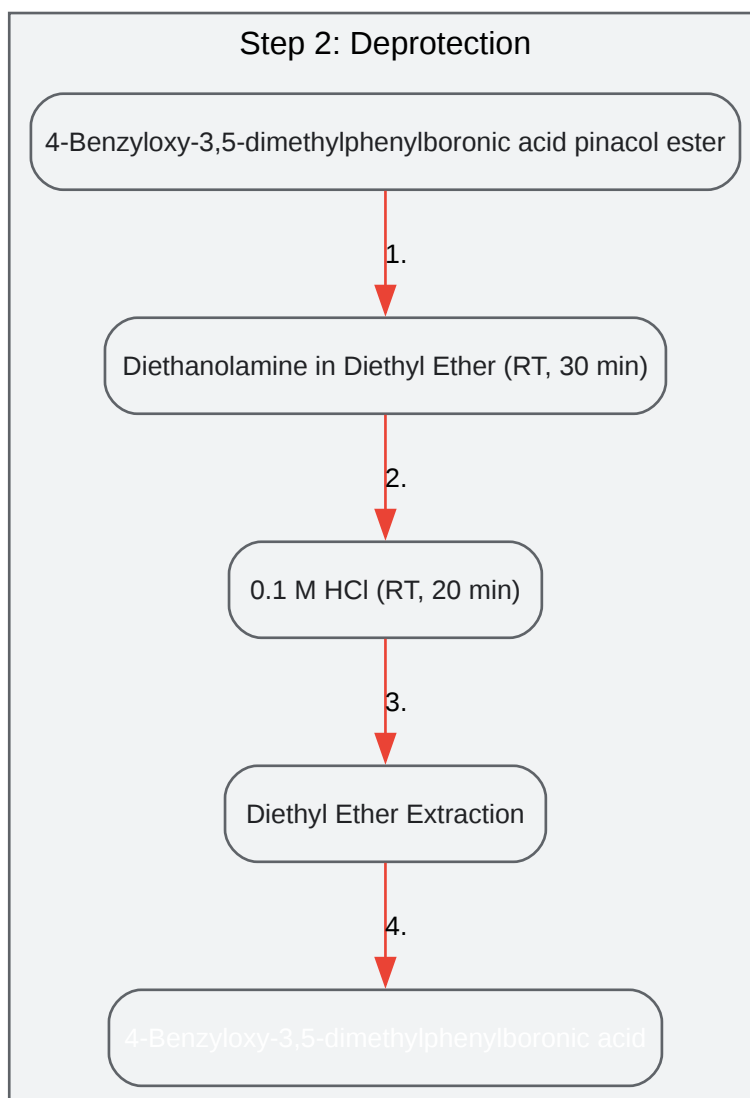 Step 2: Deprotection
4-Benzyloxy-3,5-dimethylphenylboronic acid pinacol ester
1.
Diethanolamine in Diethyl Ether (RT, 30 min)
2.
0.1 M HCl (RT, 20 min)
3.
Diethyl Ether Extraction
4.
4-Benzyloxy-3,5-dimethylphenylboronic acid